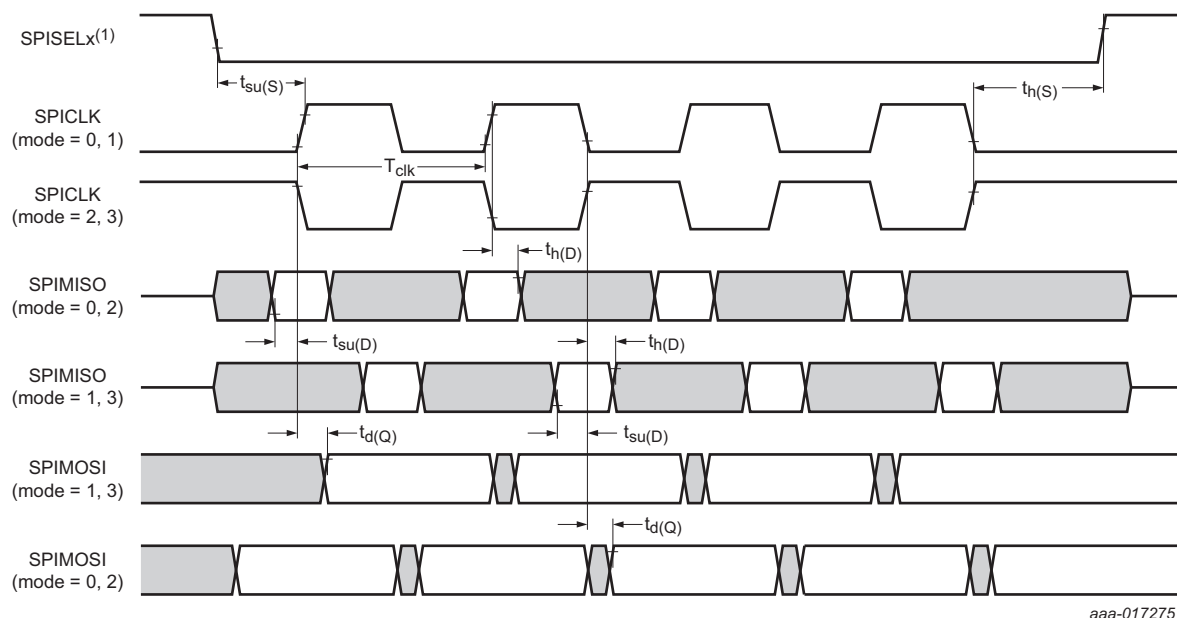 SPISELx(1)
tsu(S)
th(S)
SPICLK
(mode = 0, 1)
Tclk
SPICLK
(mode = 2, 3)
th(D)
SPIMISO
(mode = 0, 2)
tsu(D)
th(D)
SPIMISO
(mode = 1, 3)
td(Q)
tsu(D)
SPIMOSI
(mode = 1, 3)
td(Q)
SPIMOSI
(mode = 0, 2)
aaa-017275